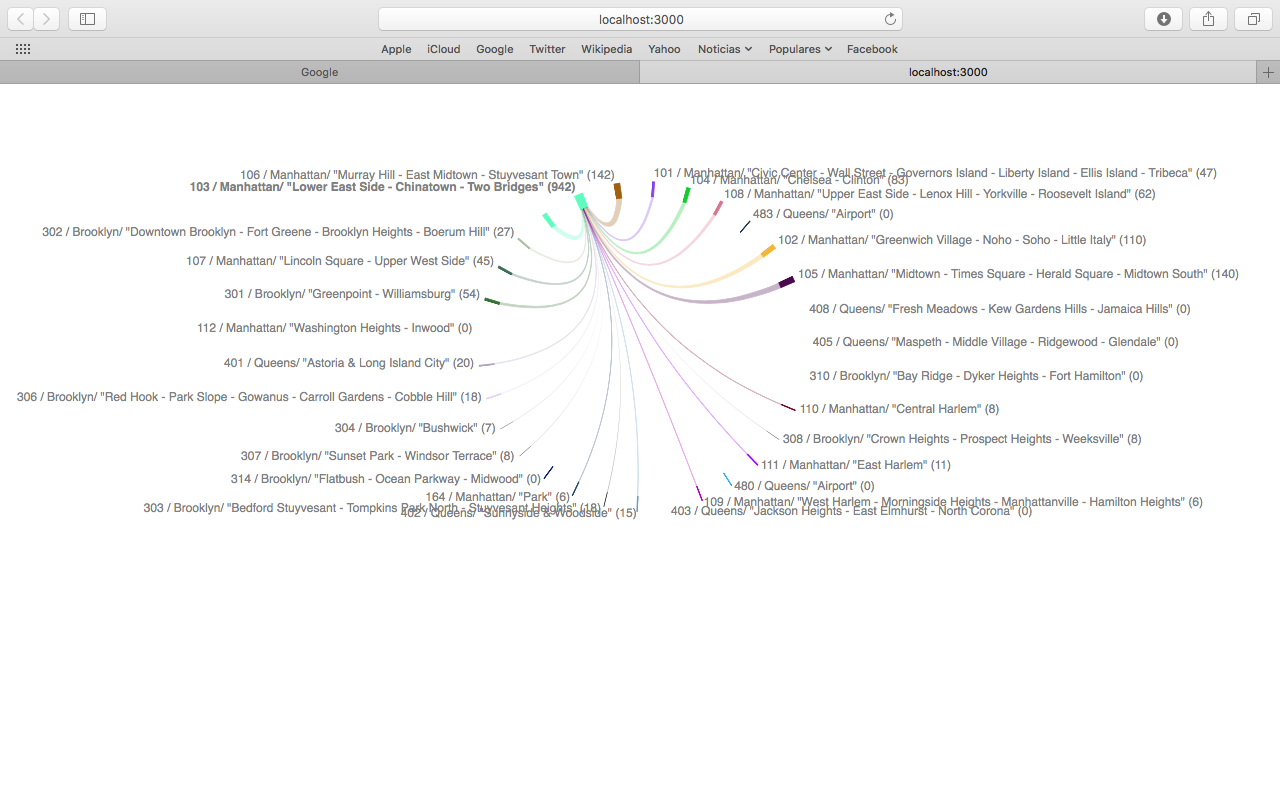 localhost:3000
Apple iCloud Google Twitter Wikipedia Yahoo Noticias Populares Facebook
Google localhost:3000
106 / Manhattan/ "Murray Hill - East Midtown - Stuyvesant Town" (142)
101 / Manhattan/ "Civic Center - Wall Street - Governors Island - Liberty Island - Ellis Island - Tribeca" (47)
104 / Manhattan/ "Chelsea - Clinton" (83)
103 / Manhattan/ "Lower East Side - Chinatown - Two Bridges" (942)
108 / Manhattan/ "Upper East Side - Lenox Hill - Yorkville - Roosevelt Island" (62)
483 / Queens/ "Airport" (0)
302 / Brooklyn/ "Downtown Brooklyn - Fort Greene - Brooklyn Heights - Boerum Hill" (27)
102 / Manhattan/ "Greenwich Village - Noho - Soho - Little Italy" (110)
107 / Manhattan/ "Lincoln Square - Upper West Side" (45)
105 / Manhattan/ "Midtown - Times Square - Herald Square - Midtown South" (140)
301 / Brooklyn/ "Greenpoint - Williamsburg" (54)
408 / Queens/ "Fresh Meadows - Kew Gardens Hills - Jamaica Hills" (0)
112 / Manhattan/ "Washington Heights - Inwood" (0)
405 / Queens/ "Maspeth - Middle Village - Ridgewood - Glendale" (0)
401 / Queens/ "Astoria & Long Island City" (20)
310 / Brooklyn/ "Bay Ridge - Dyker Heights - Fort Hamilton" (0)
306 / Brooklyn/ "Red Hook - Park Slope - Gowanus - Carroll Gardens - Cobble Hill" (18)
110 / Manhattan/ "Central Harlem" (8)
304 / Brooklyn/ "Bushwick" (7)
308 / Brooklyn/ "Crown Heights - Prospect Heights - Weeksville" (8)
307 / Brooklyn/ "Sunset Park - Windsor Terrace" (8)
111 / Manhattan/ "East Harlem" (11)
314 / Brooklyn/ "Flatbush - Ocean Parkway - Midwood" (0)
480 / Queens/ "Airport" (0)
164 / Manhattan/ "Park" (6)
109 / Manhattan/ "West Harlem - Morningside Heights - Manhattanville - Hamilton Heights" (6)
303 / Brooklyn/ "Bedford Stuyvesant - Tompkins Park North - Stuyvesant Heights" (18)
402 / Queens/ "Sunnyside & Woodside" (15)
403 / Queens/ "Jackson Heights - East Elmhurst - North Corona" (0)